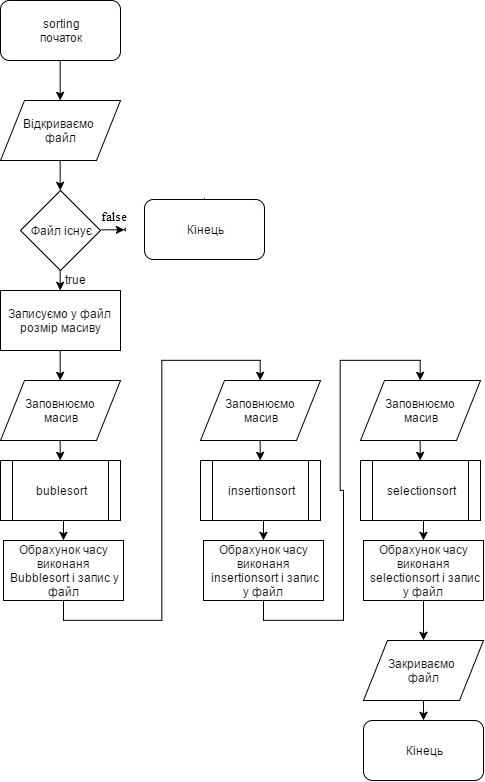 sorting
початок
Відкриваємо
файл
Файл існує
false
Кінець
true
Записуємо у файл
розмір масиву
Заповнюємо
масив
bublesort
Обрахунок часу
виконаня
Bubblesort і запис у
файл
Заповнюємо
масив
insertionsort
Обрахунок часу
виконаня
insertionsort і запис
у файл
Заповнюємо
масив
selectionsort
Обрахунок часу
виконаня
selectionsort і запис
у файл
Закриваємо
файл
Кінець